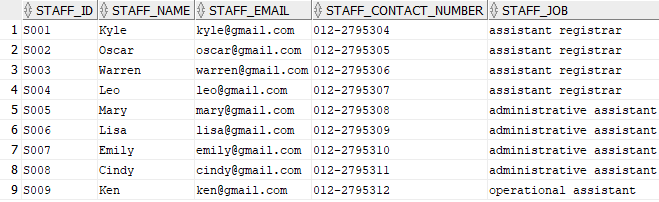 STAFF_ID STAFF_NAME STAFF_EMAIL STAFF_CONTACT_NUMBER STAFF_JOB
1 S001 Kyle kyle@gmail.com 012-2795304 assistant registrar
2 S002 Oscar oscar@gmail.com 012-2795305 assistant registrar
3 S003 Warren warren@gmail.com 012-2795306 assistant registrar
4 S004 Leo leo@gmail.com 012-2795307 assistant registrar
5 S005 Mary mary@gmail.com 012-2795308 administrative assistant
6 S006 Lisa lisa@gmail.com 012-2795309 administrative assistant
7 S007 Emily emily@gmail.com 012-2795310 administrative assistant
8 S008 Cindy cindy@gmail.com 012-2795311 administrative assistant
9 S009 Ken ken@gmail.com 012-2795312 operational assistant